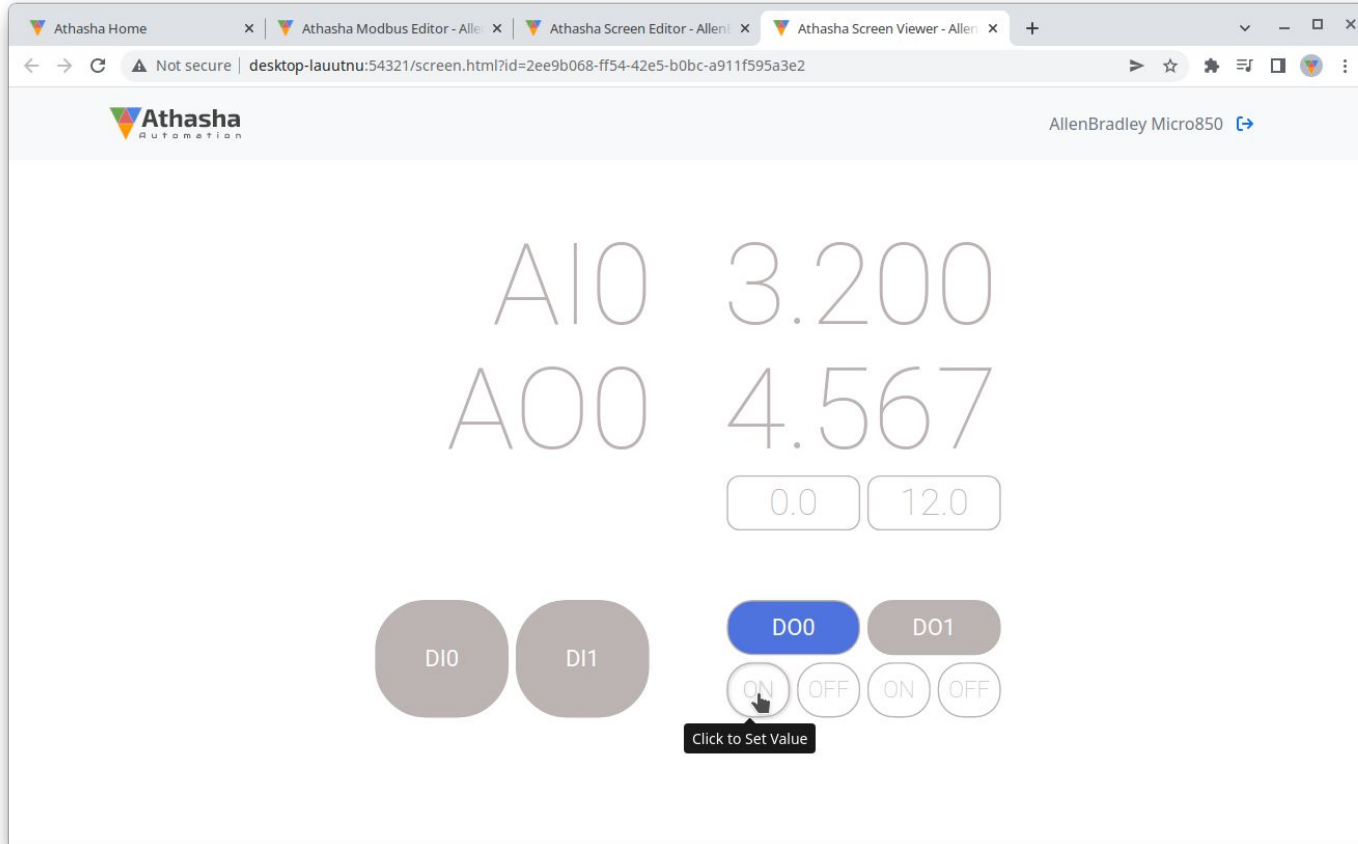 Athasha Home Athasha Modbus Editor - Alle Athasha Screen Editor - Allen Athasha Screen Viewer - Allen
Not secure desktop-lauutnu:54321/screen.html?id=2ee9b068-ff54-42e5-b0bc-a911f595a3e2
Athasha
Automation
AllenBradley Micro850
AI0 3.200
AO0 4.567
0.0 12.0
DI0 DI1 DO0 DO1
ON OFF ON OFF
Click to Set Value